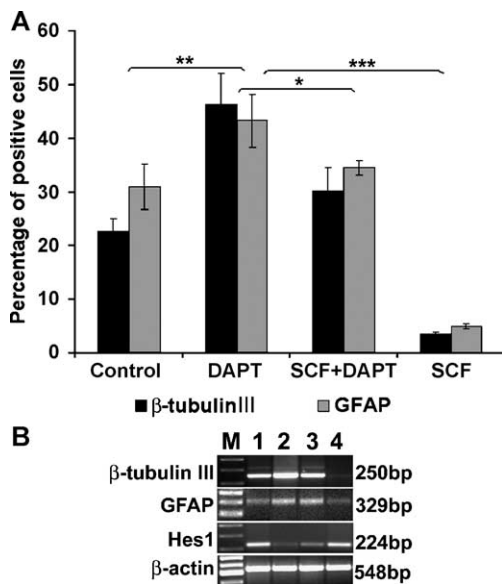 A
Percentage of positive cells
60
50
40
30
20
10
0
**
*
***
Control DAPT SCF+DAPT SCF
β-tubulinIII GFAP
B
M 1 2 3 4
β-tubulin III 250bp
GFAP 329bp
Hes1 224bp
β-actin 548bp